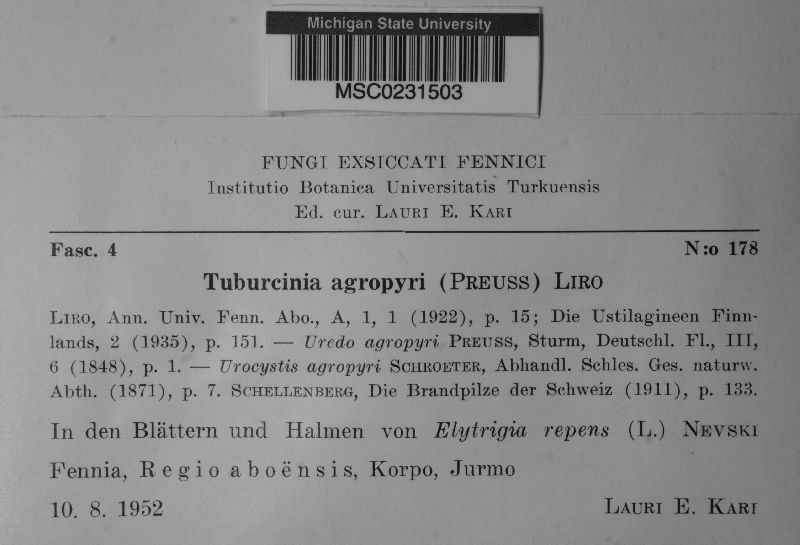 Michigan State University
MSC0231503
FUNGI EXSICCATI FENNICI
Institutio Botanica Universitatis Turkuensis
Ed. cur. LAURI E. KARI
Fasc. 4 N:o 178
Tuburcinia agropyri (PREUSS) LIRO
LIRO, Ann. Univ. Fenn. Abo., A, 1, 1 (1922), p. 15; Die Ustilagineen Finn-
lands, 2 (1935), p. 151. — Uredo agropyri PREUSS, Sturm, Deutschl. Fl., III,
6 (1848), p. 1. — Urocystis agropyri SCHROETER, Abhandl. Schles. Ges. naturw.
Abth. (1871), p. 7. SCHELLENBERG, Die Brandpilze der Schweiz (1911), p. 133.
In den Blättern und Halmen von Elytrigia repens (L.) NEVSKI
Fennia, Regio aboënsis, Korpo, Jurmo
10. 8. 1952 LAURI E. KARI